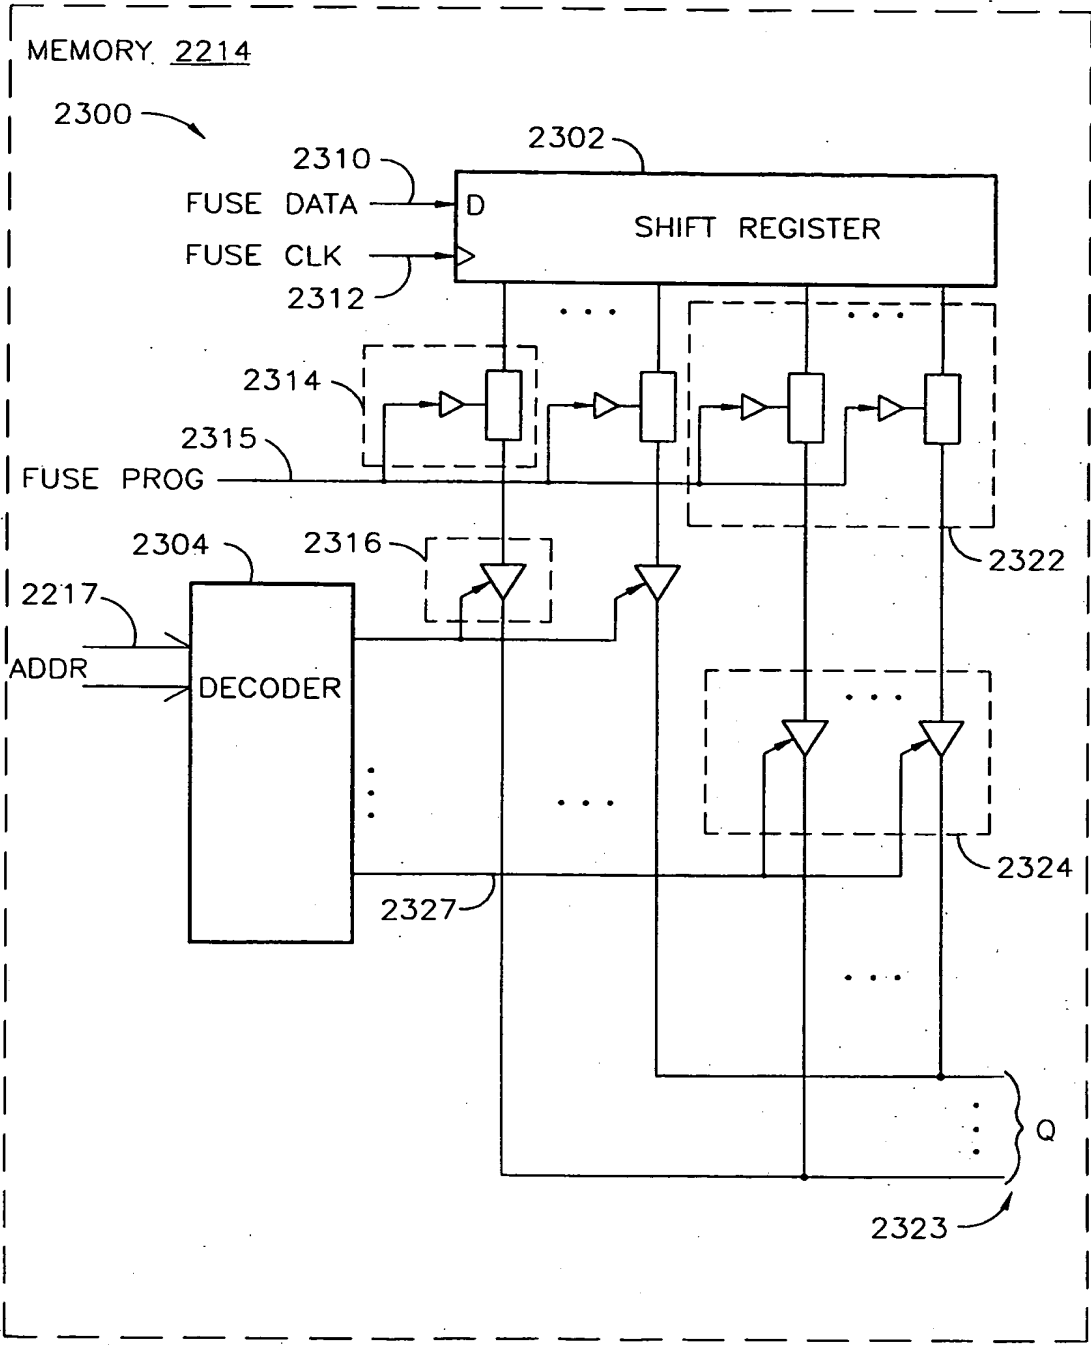 MEMORY 2214
2300
2302
2310
FUSE DATA
D
SHIFT REGISTER
FUSE CLK
2312
2314
2315
FUSE PROG
2316
2304
2322
2217
ADDR
DECODER
2324
2327
Q
2323